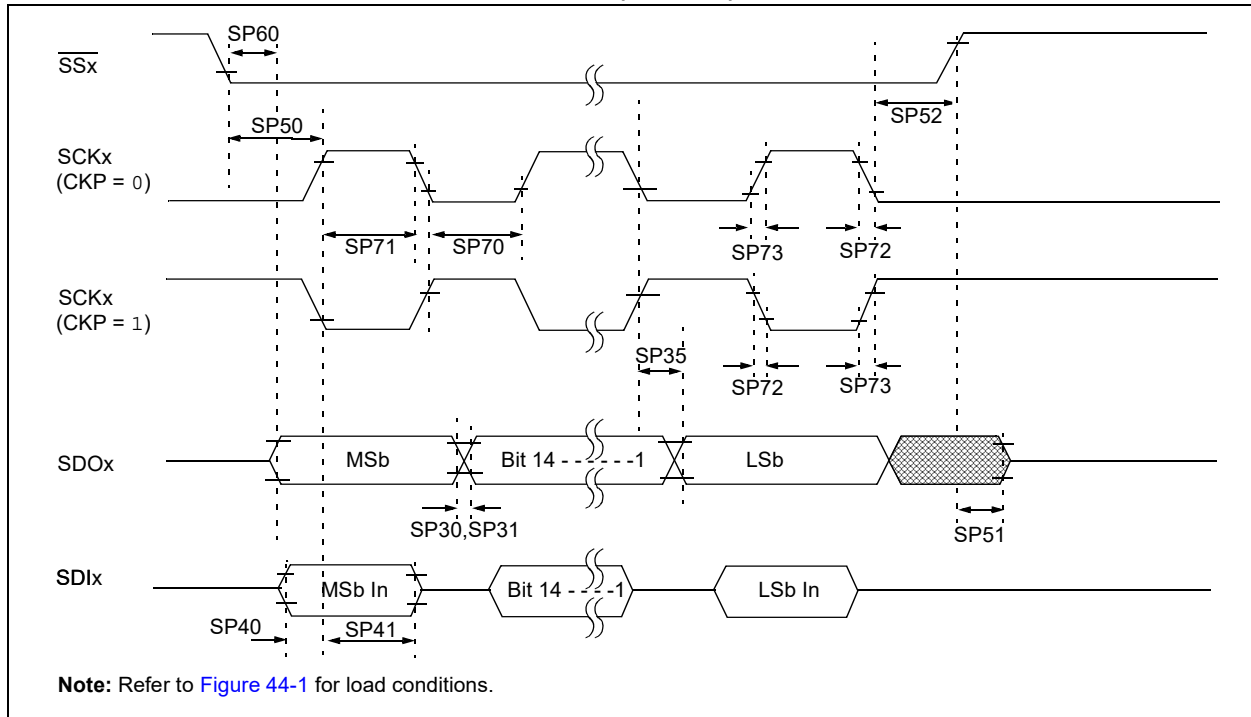 SP60
SSx
SP52
SP50
SCKx
(CKP = 0)
SP71
SP70
SP73
SP72
SCKx
(CKP = 1)
SP35
SP72
SP73
SDOx
MSb
Bit 14 - - - - - -1
LSb
SP30,SP31
SP51
SDIx
MSb In
Bit 14 - - - -1
LSb In
SP40
SP41
Note: Refer to Figure 44-1 for load conditions.